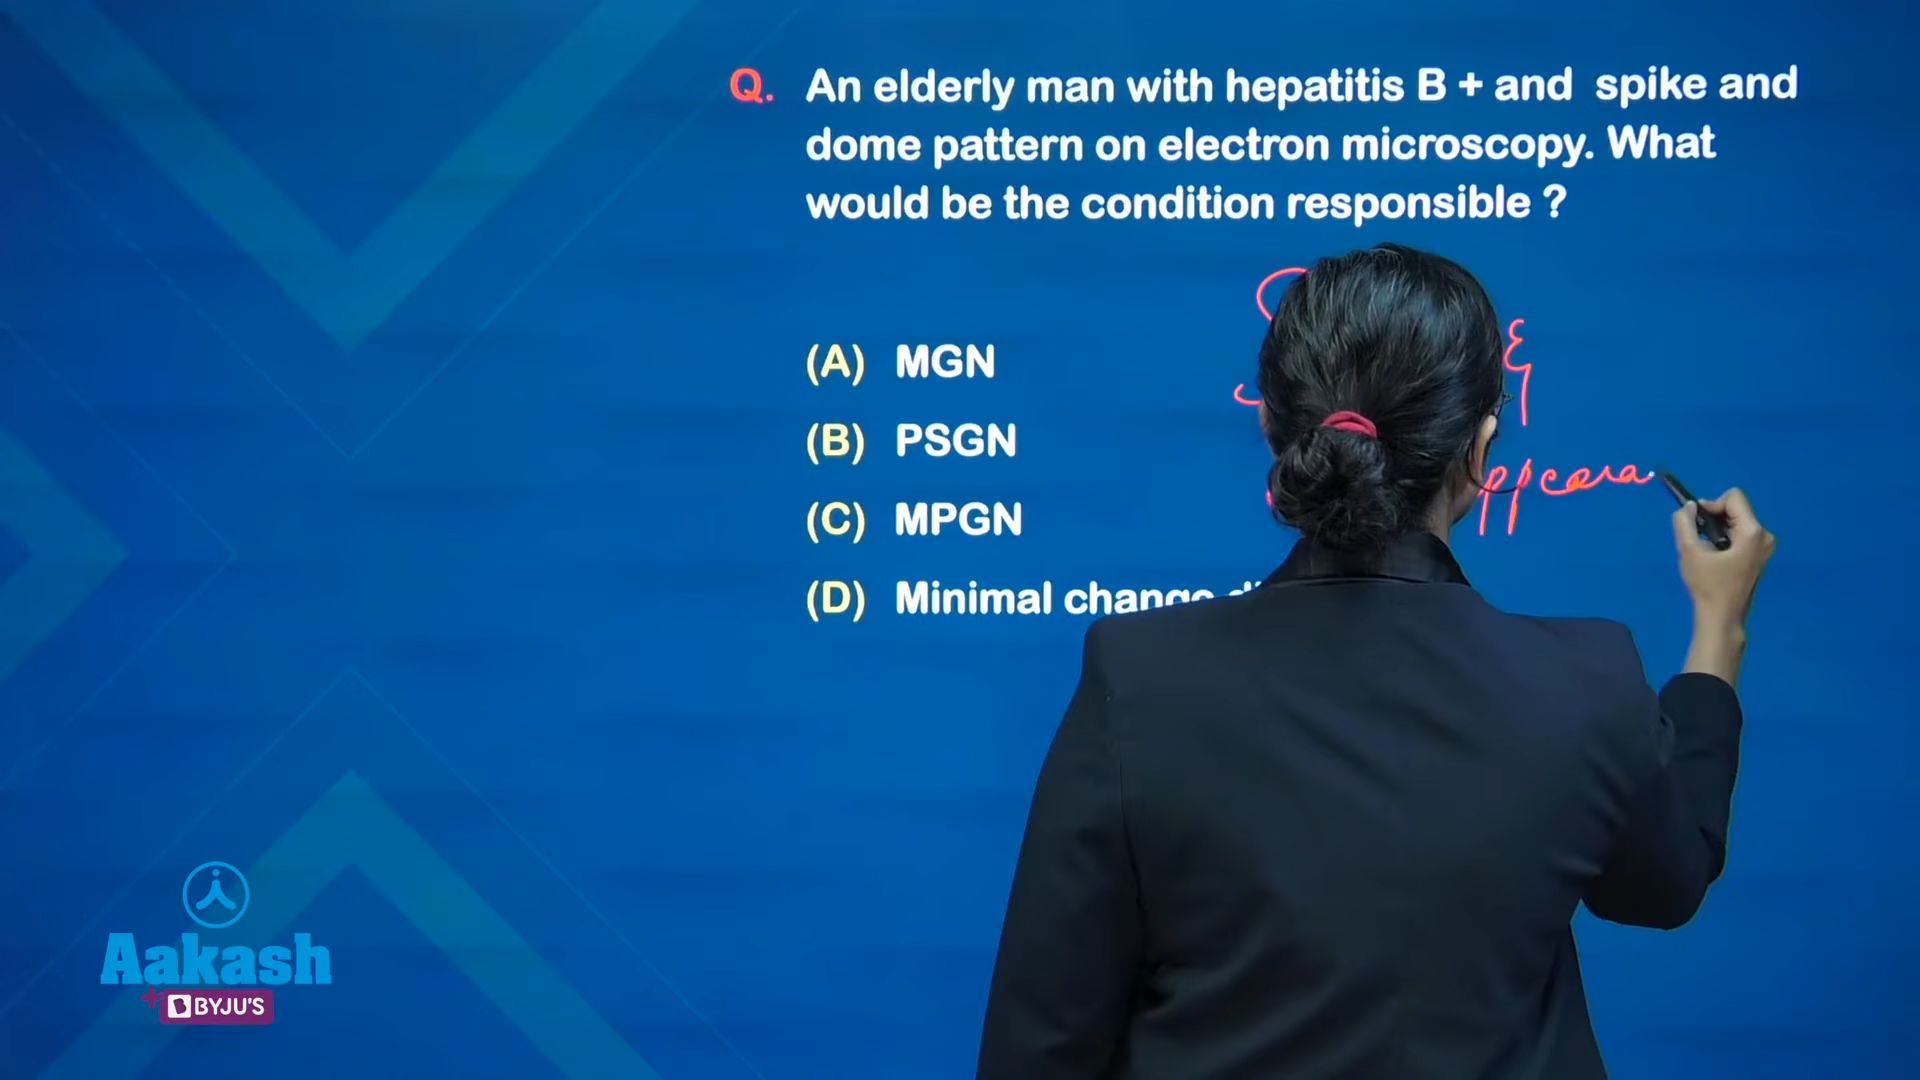 Q. An elderly man with hepatitis B + and spike and
dome pattern on electron microscopy. What
would be the condition responsible ?
(A) MGN
(B) PSGN
(C) MPGN
(D) Minimal change
Aakash
+ BYJU'S